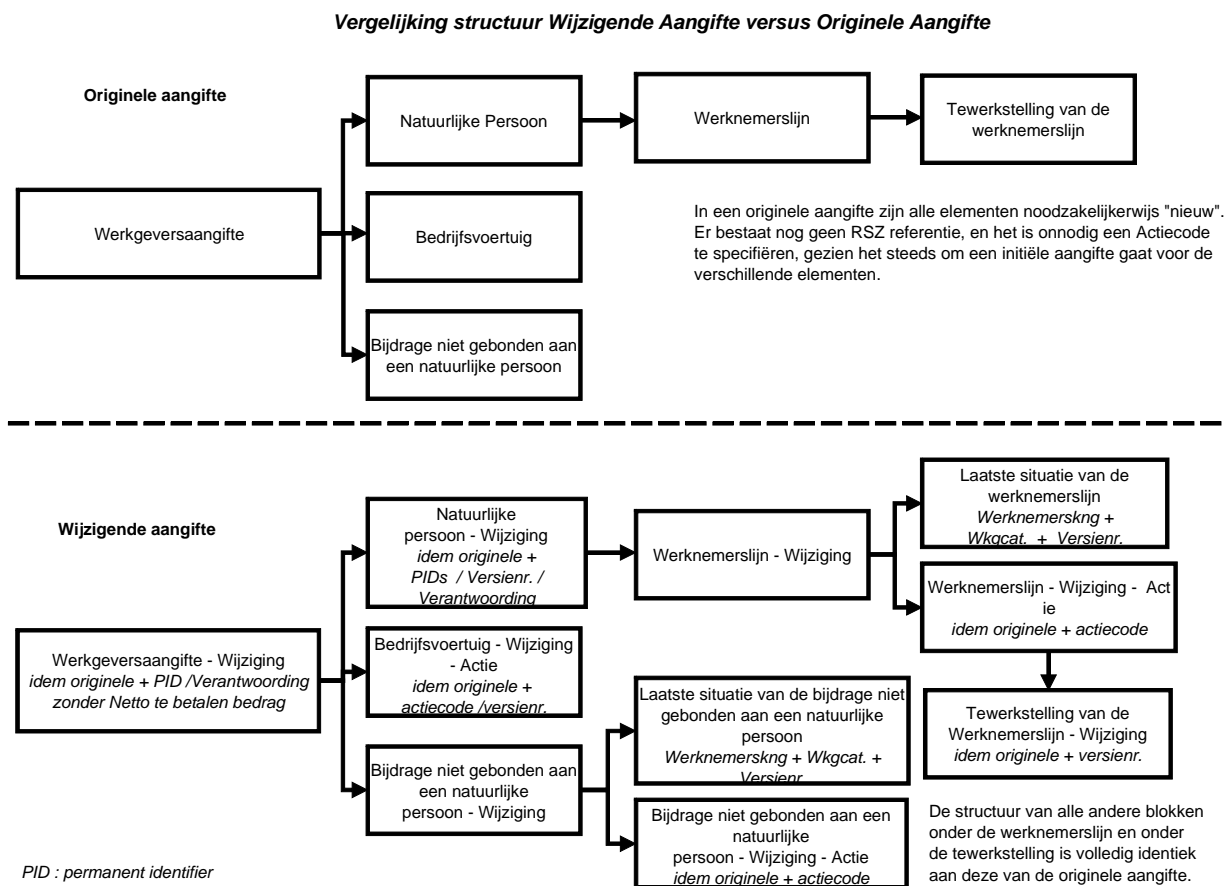 Vergelijking structuur Wijzigende Aangifte versus Originele Aangifte
Originele aangifte
Natuurlijke Persoon
Werknemerslijn
Tewerkstelling van de
werknemerslijn
Werkgeversaangifte
Bedrijfsvoertuig
In een originele aangifte zijn alle elementen noodzakelijkerwijs "nieuw".
Er bestaat nog geen RSZ referentie, en het is onnodig een Actiecode
te specifiëren, gezien het steeds om een initiële aangifte gaat voor de
verschillende elementen.
Bijdrage niet gebonden aan
een natuurlijke persoon
Wijzigende aangifte
Natuurlijke
persoon - Wijziging
idem originele +
PIDs / Versienr. /
Verantwoording
Werknemerslijn - Wijziging
Laatste situatie van de
werknemerslijn
Werknemerskng +
Wkgcat. + Versienr.
Werknemerslijn - Wijziging - Act
ie
idem originele + actiecode
Werkgeversaangifte - Wijziging
idem originele + PID /Verantwoording
zonder Netto te betalen bedrag
Bedrijfsvoertuig - Wijziging
- Actie
idem originele +
actiecode /versienr.
Laatste situatie van de bijdrage niet
gebonden aan een natuurlijke
persoon
Werknemerskng + Wkgcat. +
Versienr.
Tewerkstelling van de
Werknemerslijn - Wijziging
idem originele + versienr.
Bijdrage niet gebonden aan
een natuurlijke
persoon - Wijziging
Bijdrage niet gebonden aan een
natuurlijke
persoon - Wijziging - Actie
idem originele + actiecode
De structuur van alle andere blokken
onder de werknemerslijn en onder
de tewerkstelling is volledig identiek
aan deze van de originele aangifte.
PID : permanent identifier